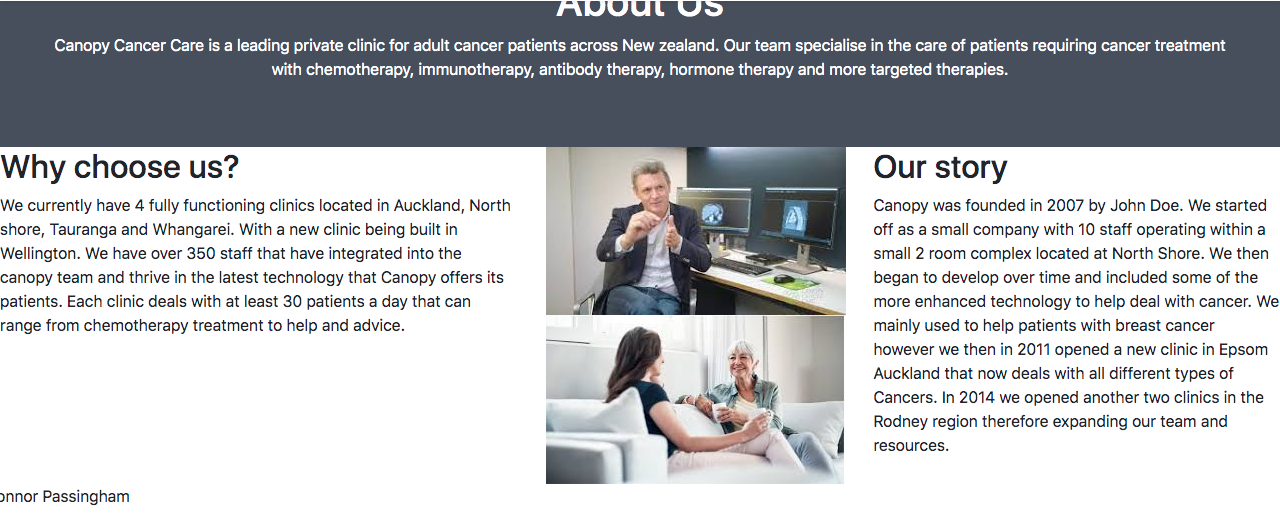 About Us
Canopy Cancer Care is a leading private clinic for adult cancer patients across New zealand. Our team specialise in the care of patients requiring cancer treatment
with chemotherapy, immunotherapy, antibody therapy, hormone therapy and more targeted therapies.
Why choose us?
We currently have 4 fully functioning clinics located in Auckland, North
shore, Tauranga and Whangarei. With a new clinic being built in
Wellington. We have over 350 staff that have integrated into the
canopy team and thrive in the latest technology that Canopy offers its
patients. Each clinic deals with at least 30 patients a day that can
range from chemotherapy treatment to help and advice.
Our story
Canopy was founded in 2007 by John Doe. We started
off as a small company with 10 staff operating within a
small 2 room complex located at North Shore. We then
began to develop over time and included some of the
more enhanced technology to help deal with cancer. We
mainly used to help patients with breast cancer
however we then in 2011 opened a new clinic in Epsom
Auckland that now deals with all different types of
Cancers. In 2014 we opened another two clinics in the
Rodney region therefore expanding our team and
resources.
onnor Passingham